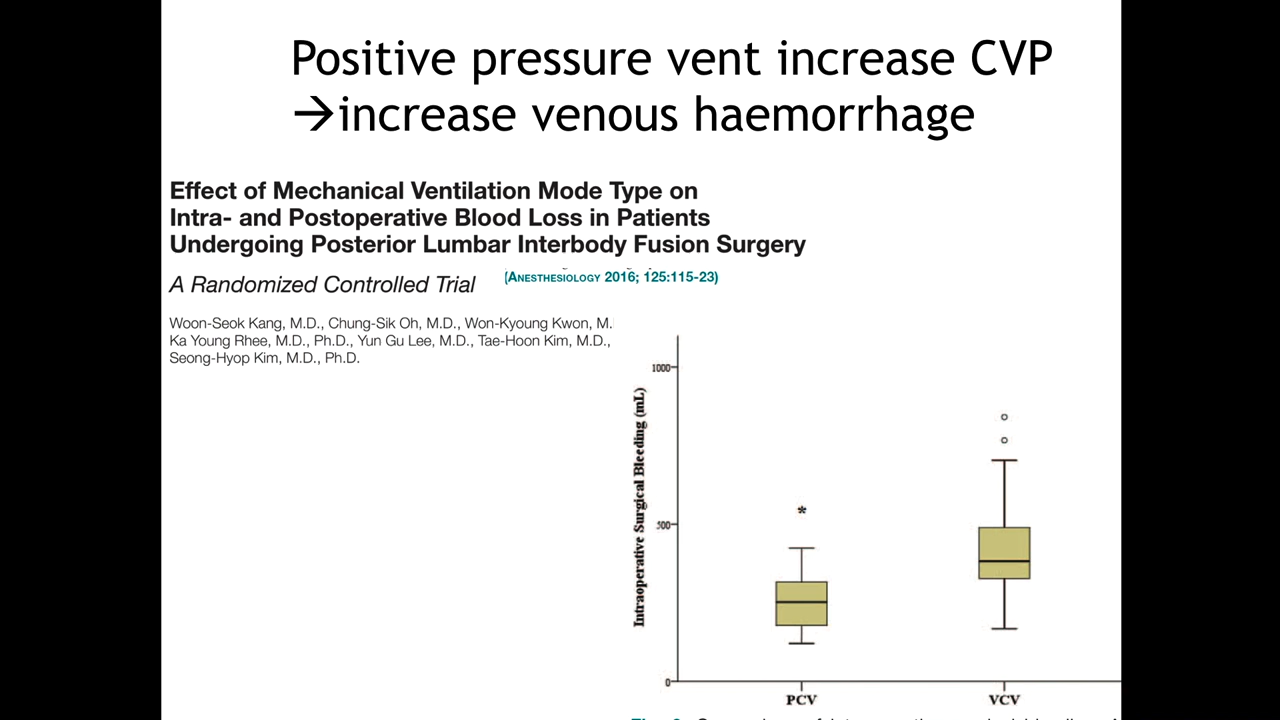 Positive pressure vent increase CVP
→increase venous haemorrhage
Effect of Mechanical Ventilation Mode Type on
Intra- and Postoperative Blood Loss in Patients
Undergoing Posterior Lumbar Interbody Fusion Surgery
A Randomized Controlled Trial
(Anesthesiology 2016; 125:115-23)
Woon-Seok Kang, M.D., Chung-Sik Oh, M.D., Won-Kyoung Kwon, M.
Ka Young Rhee, M.D., Ph.D., Yun Gu Lee, M.D., Tae-Hoon Kim, M.D.,
Seong-Hyop Kim, M.D., Ph.D.
Intraoperative Surgical Bleeding (mL)
1000
500
*
0
PCV
VCV